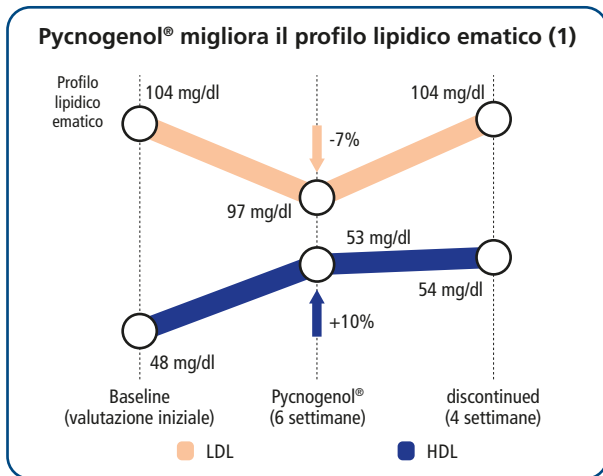 Pycnogenol® migliora il profilo lipidico ematico (1)
Profilo
lipidico
ematico
104 mg/dl
104 mg/dl
-7%
97 mg/dl
53 mg/dl
54 mg/dl
+10%
48 mg/dl
Baseline
(valutazione iniziale)
Pycnogenol®
(6 settimane)
discontinued
(4 settimane)
LDL
HDL